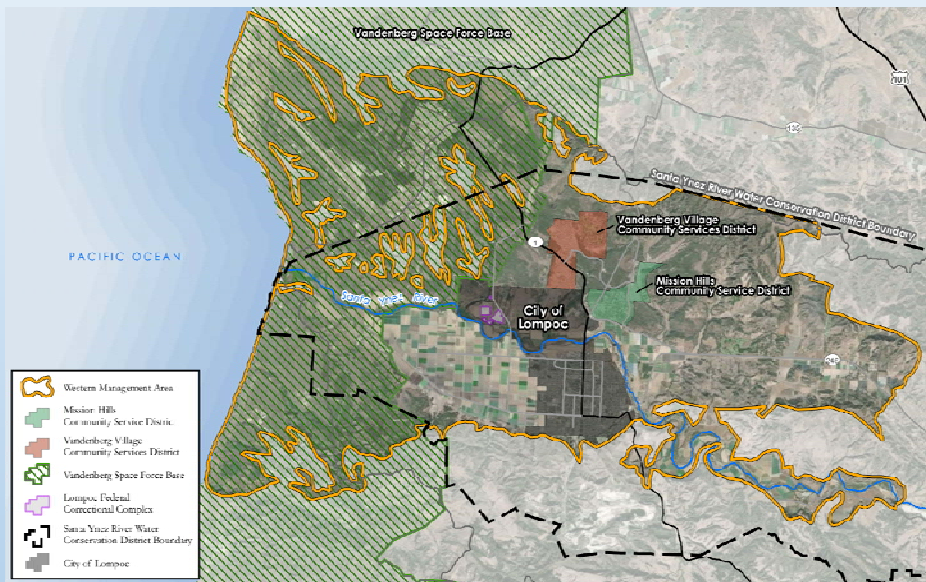 Vandenberg Space Force Base
101
135
Santa Ynez River Water Conservation District Boundary
Vandenberg Village
Community Services District
1
PACIFIC OCEAN
Mission Hills
Community Service District
Santa Ynez River
City of
Lompoc
246
Western Management Area
Mission Hills
Community Service District
Vandenberg Village
Community Services District
Vandenberg Space Force Base
Lompoc Federal
Correctional Complex
Santa Ynez River Water
Conservation District Boundary
City of Lompoc